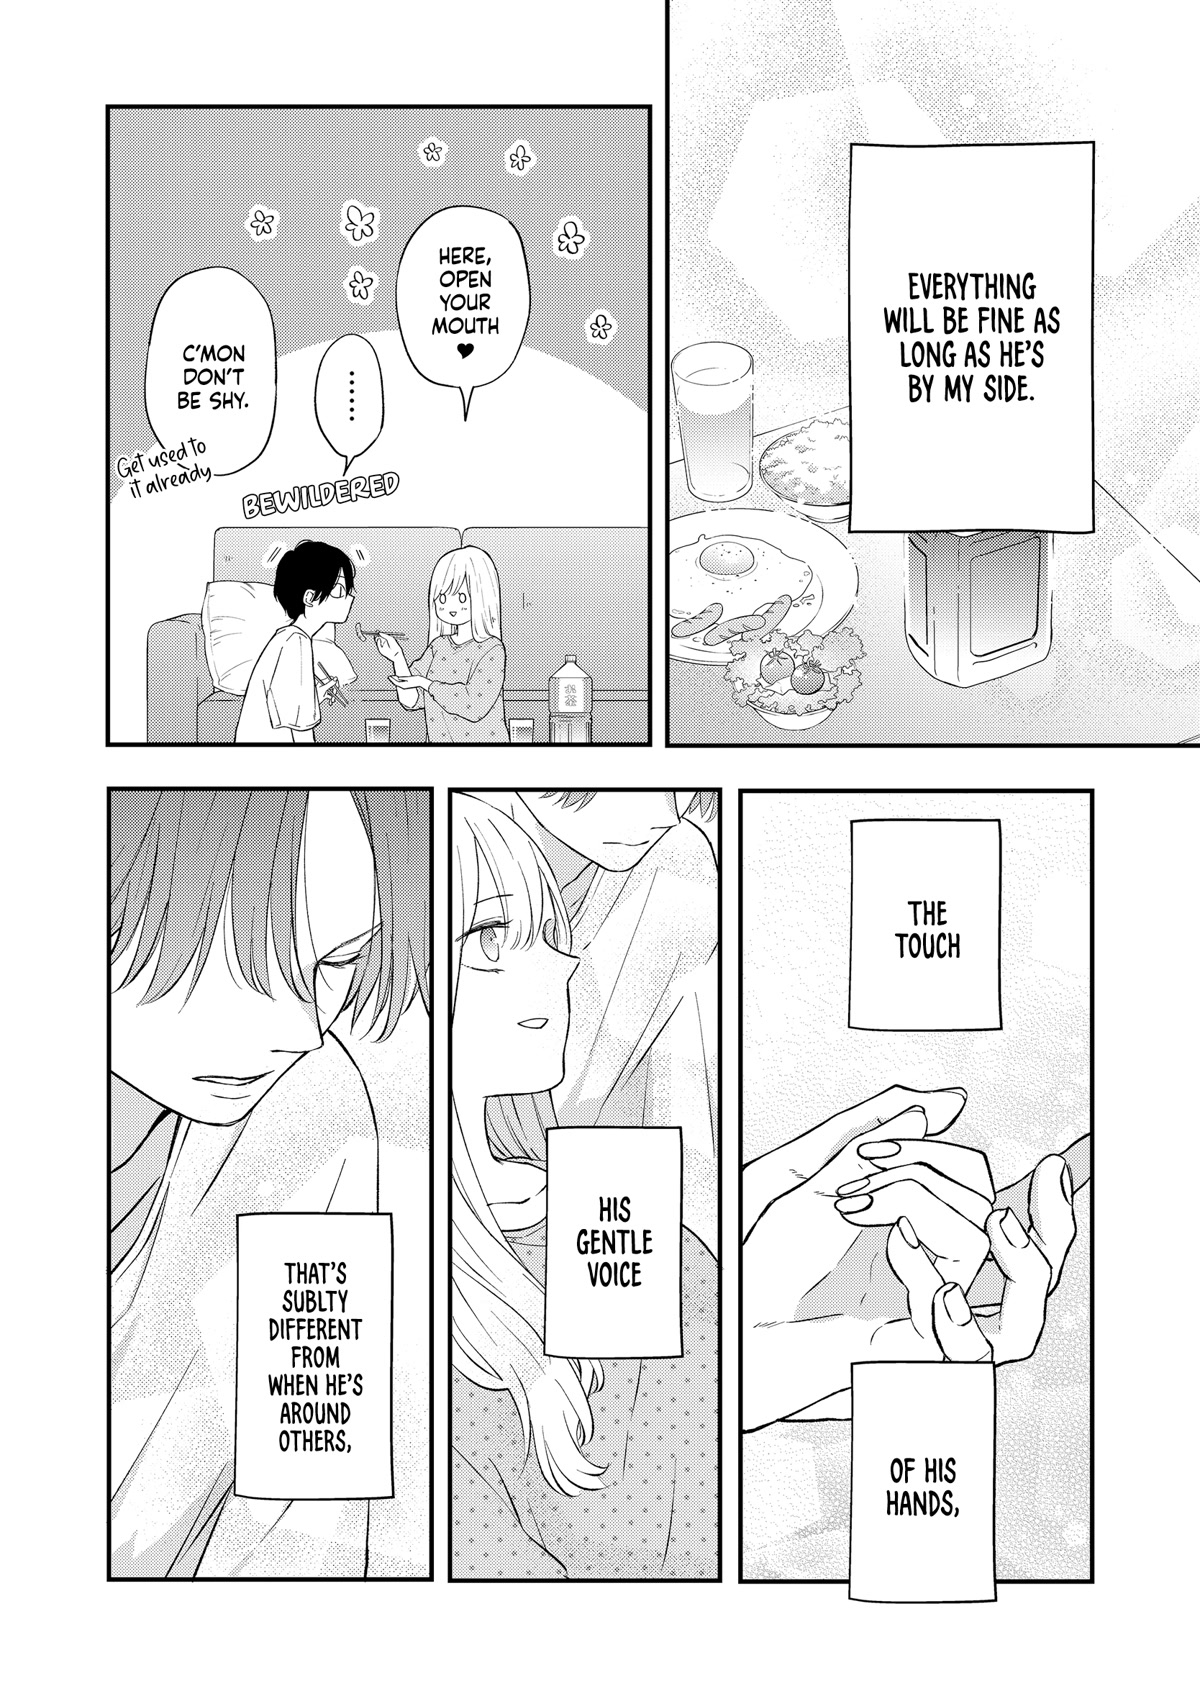 EVERYTHING
WILL BE FINE AS
LONG AS HE'S
BY MY SIDE.
HERE,
OPEN
YOUR
MOUTH
♥
......
C'MON
DON'T
BE SHY.
Get used to
it already
BEWILDERED
お茶
THE
TOUCH
OF HIS
HANDS,
HIS
GENTLE
VOICE
THAT'S
SUBLTY
DIFFERENT
FROM
WHEN HE'S
AROUND
OTHERS,